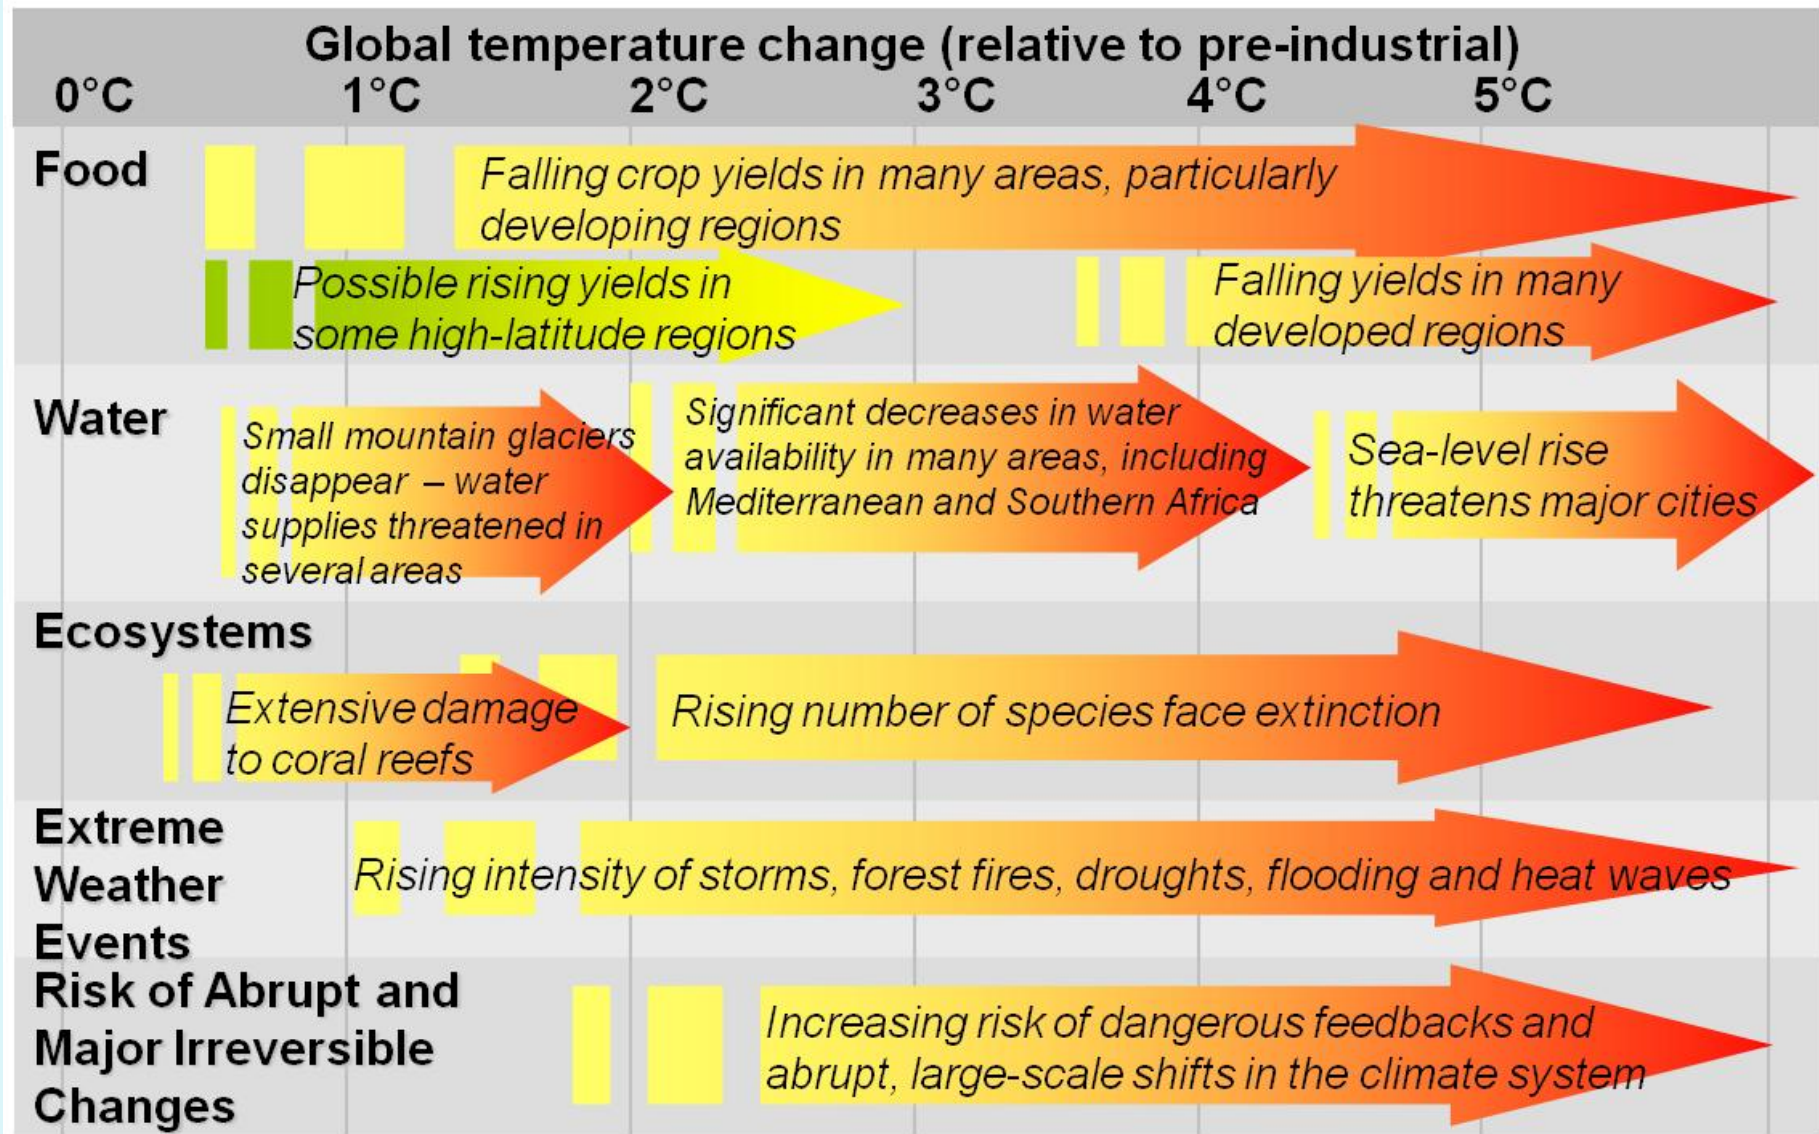 Global temperature change (relative to pre-industrial)
0°C 1°C 2°C 3°C 4°C 5°C
Food
Falling crop yields in many areas, particularly
developing regions
Possible rising yields in
some high-latitude regions
Falling yields in many
developed regions
Water
Small mountain glaciers
disappear – water
supplies threatened in
several areas
Significant decreases in water
availability in many areas, including
Mediterranean and Southern Africa
Sea-level rise
threatens major cities
Ecosystems
Extensive damage
to coral reefs
Rising number of species face extinction
Extreme
Weather
Events
Rising intensity of storms, forest fires, droughts, flooding and heat waves
Risk of Abrupt and
Major Irreversible
Changes
Increasing risk of dangerous feedbacks and
abrupt, large-scale shifts in the climate system